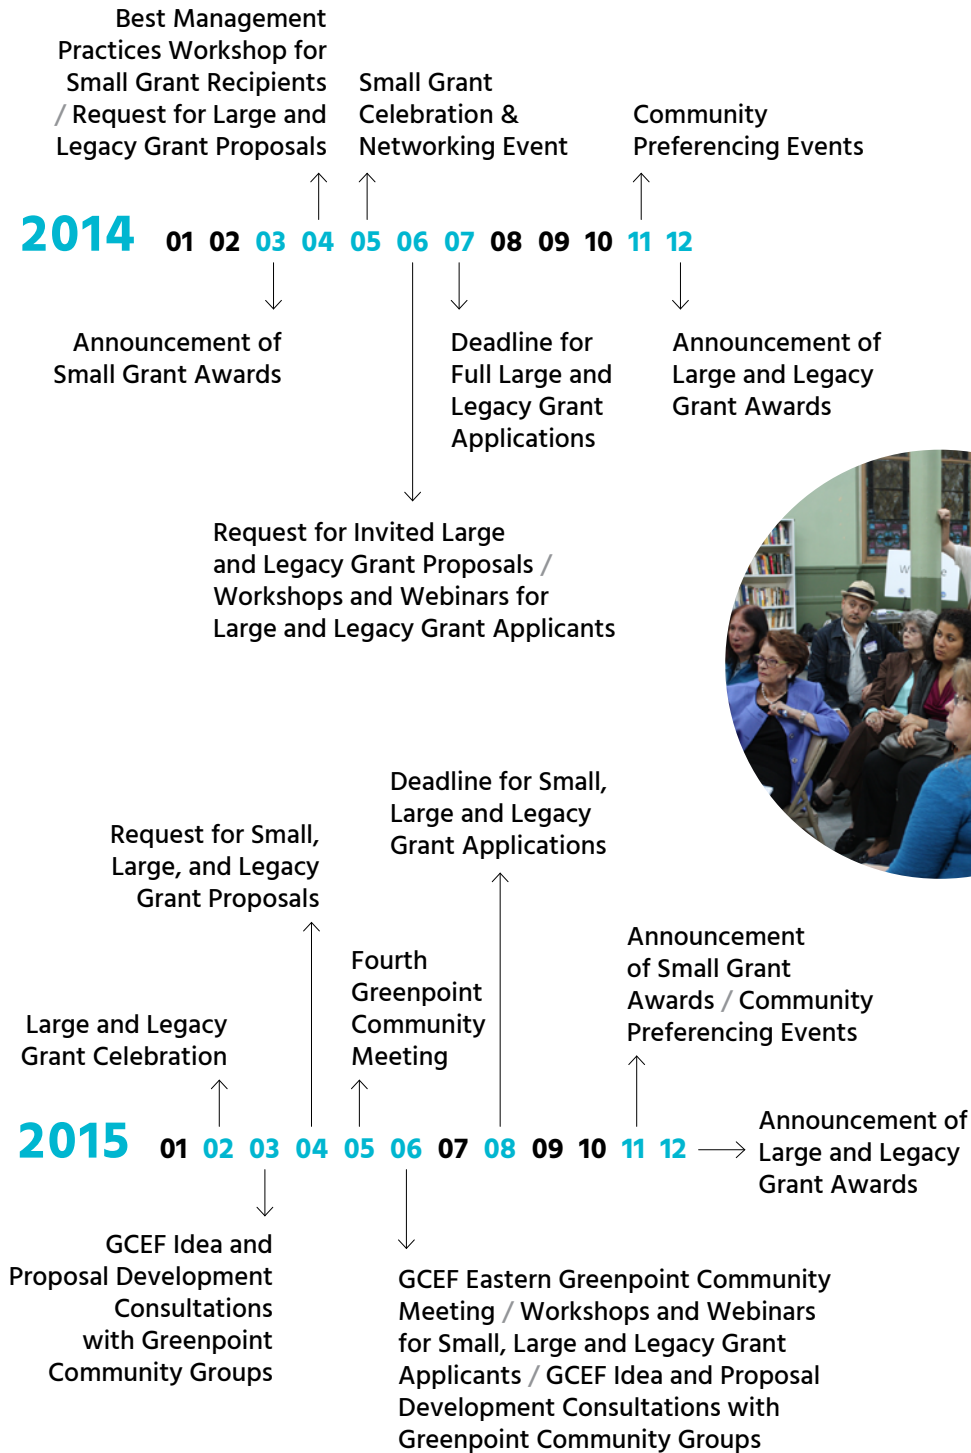 Best Management
Practices Workshop for
Small Grant Recipients
/ Request for Large and
Legacy Grant Proposals
Small Grant
Celebration &
Networking Event
Community
Preferencing Events
2014 01 02 03 04 05 06 07 08 09 10 11 12
Announcement of
Small Grant Awards
Deadline for
Full Large and
Legacy Grant
Applications
Announcement of
Large and Legacy
Grant Awards
Request for Invited Large
and Legacy Grant Proposals /
Workshops and Webinars for
Large and Legacy Grant Applicants
Deadline for Small,
Large and Legacy
Grant Applications
Request for Small,
Large, and Legacy
Grant Proposals
Fourth
Greenpoint
Community
Meeting
Announcement
of Small Grant
Awards / Community
Preferencing Events
Large and Legacy
Grant Celebration
2015 01 02 03 04 05 06 07 08 09 10 11 12
Announcement of
Large and Legacy
Grant Awards
GCEF Idea and
Proposal Development
Consultations
with Greenpoint
Community Groups
GCEF Eastern Greenpoint Community
Meeting / Workshops and Webinars
for Small, Large and Legacy Grant
Applicants / GCEF Idea and Proposal
Development Consultations with
Greenpoint Community Groups